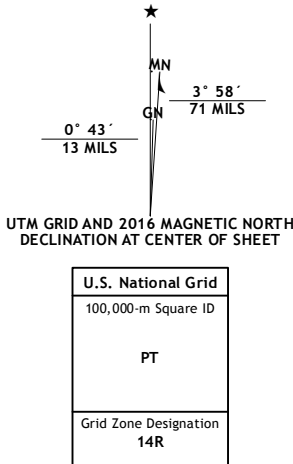 ★
MN
3° 58´
71 MILS
GN
0° 43´
13 MILS
UTM GRID AND 2016 MAGNETIC NORTH
DECLINATION AT CENTER OF SHEET
U.S. National Grid
100,000-m Square ID
PT
Grid Zone Designation
14R